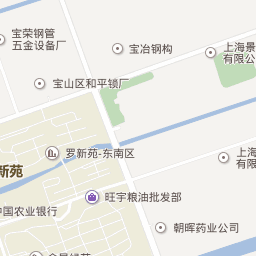 宝荣钢管
五金设备厂
宝冶钢构
上海景
有限公
宝山区和平锁厂
罗新苑-东南区
新苑
上海
有限
旺宇粮油批发部
中国农业银行
朝晖药业公司